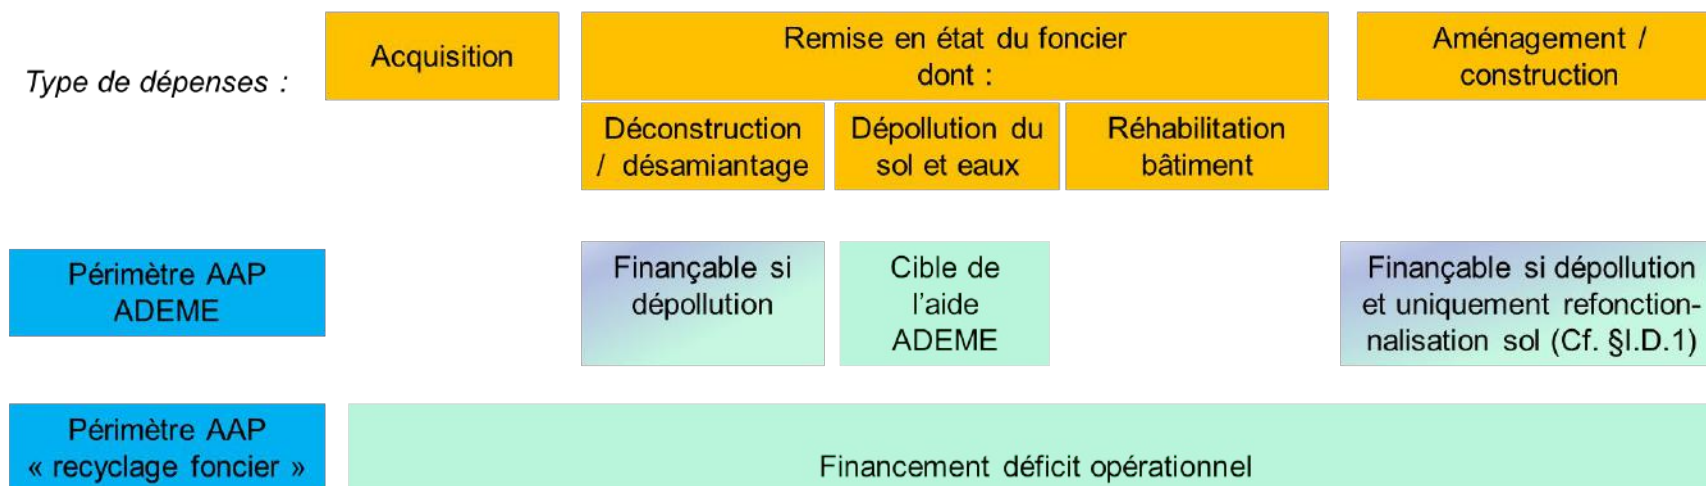 Type de dépenses :
Acquisition
Remise en état du foncier
dont :
Aménagement /
construction
Déconstruction
/ désamiantage
Dépollution du
sol et eaux
Réhabilitation
bâtiment
Périmètre AAP
ADEME
Finançable si
dépollution
Cible de
l'aide
ADEME
Finançable si dépollution
et uniquement refonction-
nalisation sol (Cf. §I.D.1)
Périmètre AAP
« recyclage foncier »
Financement déficit opérationnel